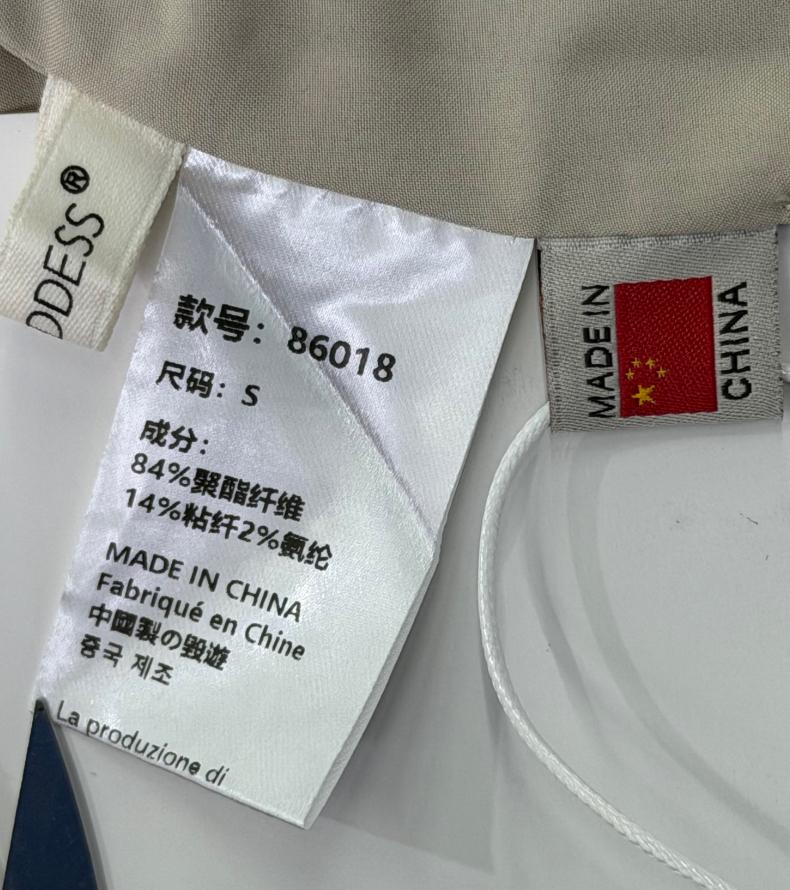 DDESS®
款号：86018
尺码：S
成分：
84%聚酯纤维
14%粘纤2%氨纶
MADE IN CHINA
Fabriqué en Chine
中國製の毀遊
중국 제조
La produzione di
MADE IN
CHINA